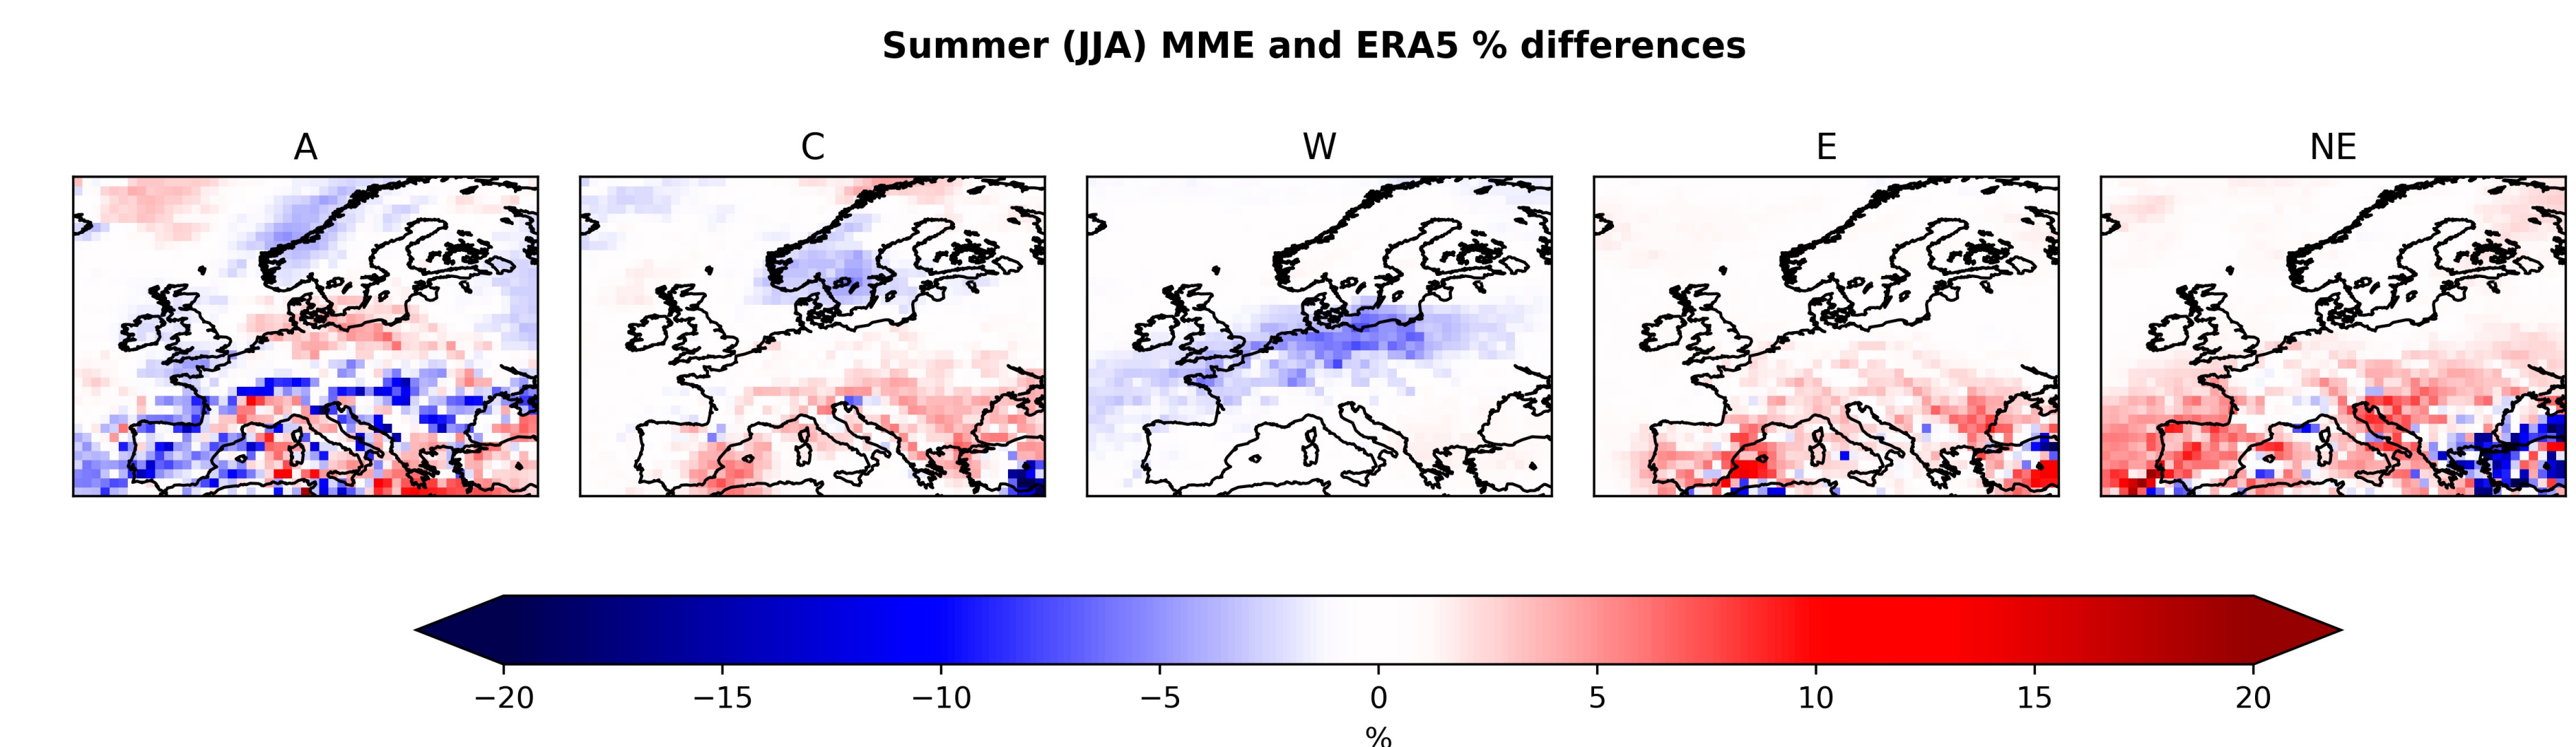 Summer (JJA) MME and ERA5 % differences
A C W E NE
−20 −15 −10 −5 0 5 10 15 20
%